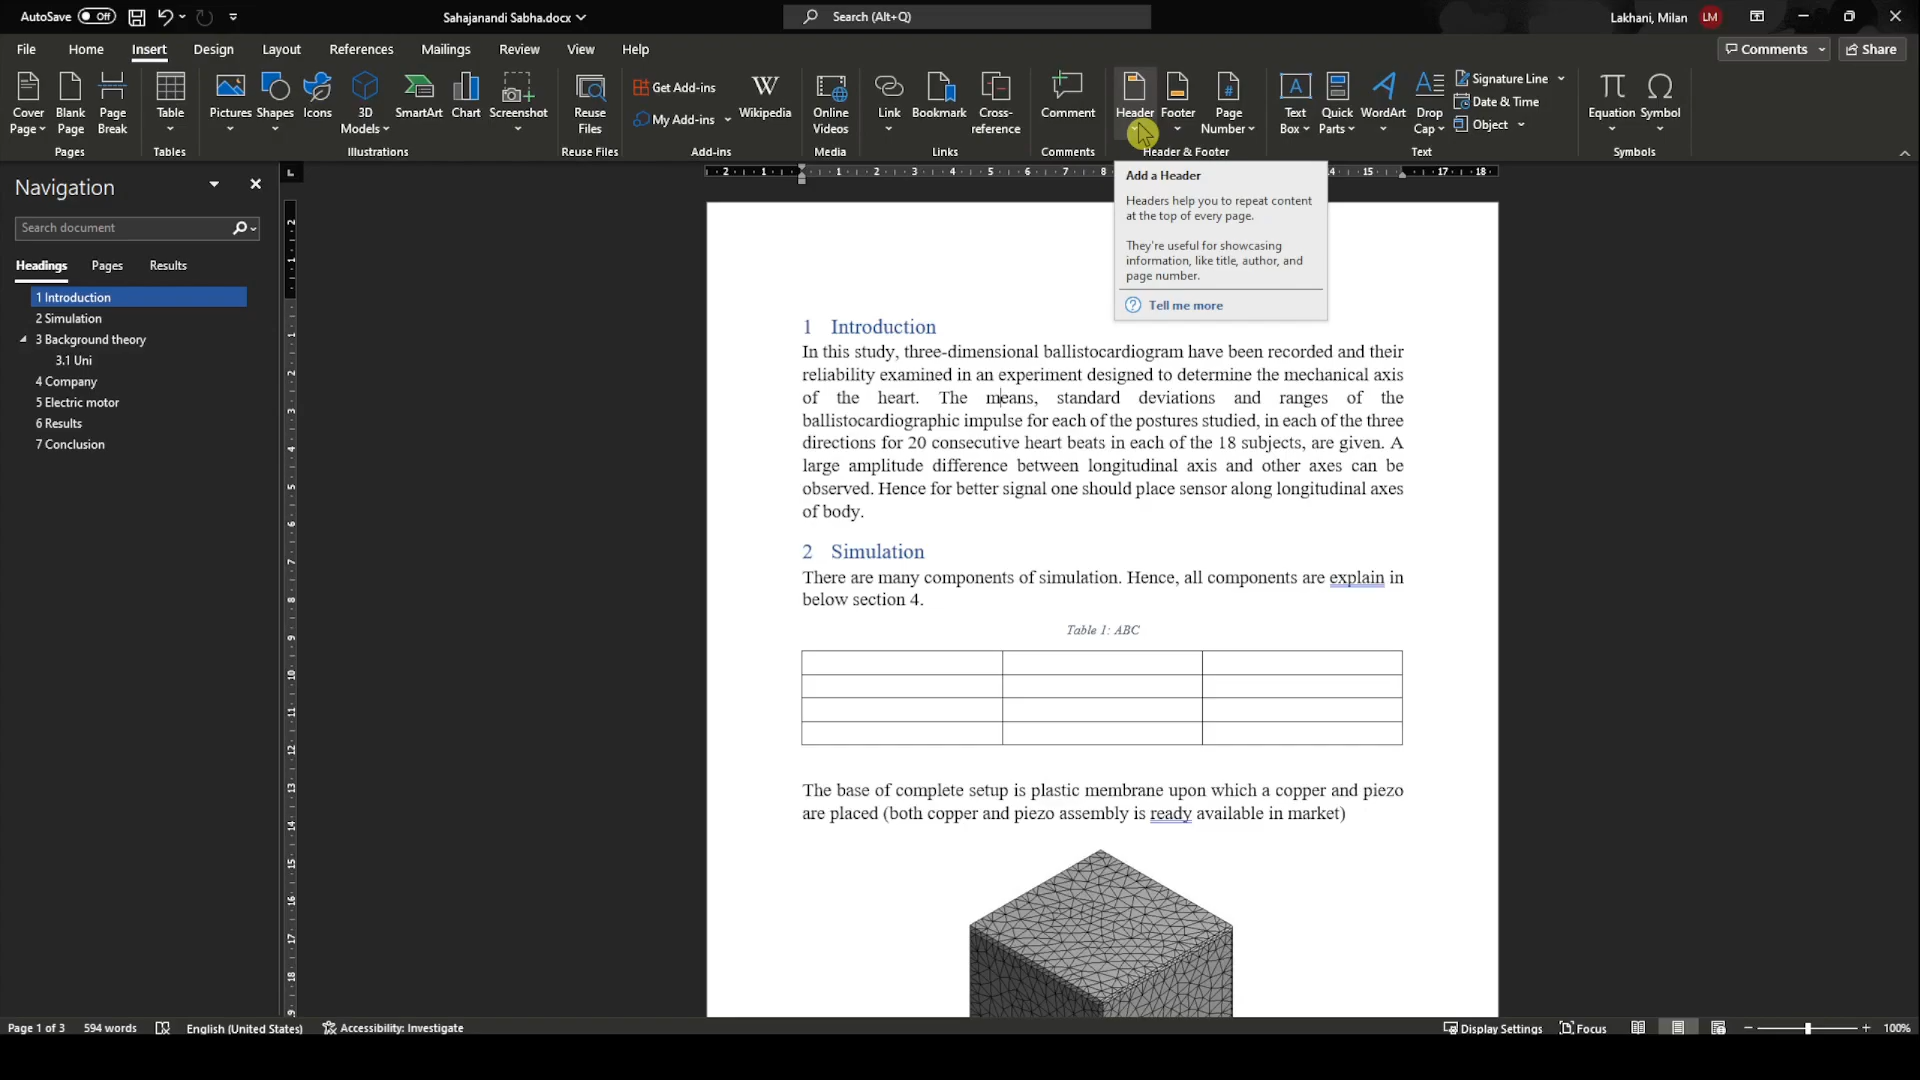 AutoSave Off
Sahajanandi Sabha.docx
Search (Alt+Q)
Lakhani, Milan LM
File Home Insert Design Layout References Mailings Review View Help
Comments Share
Cover Page
Blank Page
Page Break
Pages
Table
Tables
Pictures
Shapes
Icons
3D Models
SmartArt
Chart
Screenshot
Illustrations
Reuse Files
Reuse Files
Get Add-ins
My Add-ins
Wikipedia
Add-ins
Online Videos
Media
Link
Bookmark
Cross-reference
Links
Comment
Comments
Header
Footer
Page Number
Header & Footer
Text Box
Quick Parts
WordArt
Drop Cap
Signature Line
Date & Time
Object
Text
Equation
Symbol
Symbols
Navigation
Search document
Headings Pages Results
1 Introduction
2 Simulation
3 Background theory
3.1 Uni
4 Company
5 Electric motor
6 Results
7 Conclusion
Add a Header
Headers help you to repeat content
at the top of every page.
They're useful for showcasing
information, like title, author, and
page number.
Tell me more
1 Introduction
In this study, three-dimensional ballistocardiogram have been recorded and their
reliability examined in an experiment designed to determine the mechanical axis
of the heart. The means, standard deviations and ranges of the
ballistocardiographic impulse for each of the postures studied, in each of the three
directions for 20 consecutive heart beats in each of the 18 subjects, are given. A
large amplitude difference between longitudinal axis and other axes can be
observed. Hence for better signal one should place sensor along longitudinal axes
of body.
2 Simulation
There are many components of simulation. Hence, all components are explain in
below section 4.
Table 1: ABC
The base of complete setup is plastic membrane upon which a copper and piezo
are placed (both copper and piezo assembly is ready available in market)
Page 1 of 3 594 words English (United States) Accessibility: Investigate
Display Settings Focus 100%